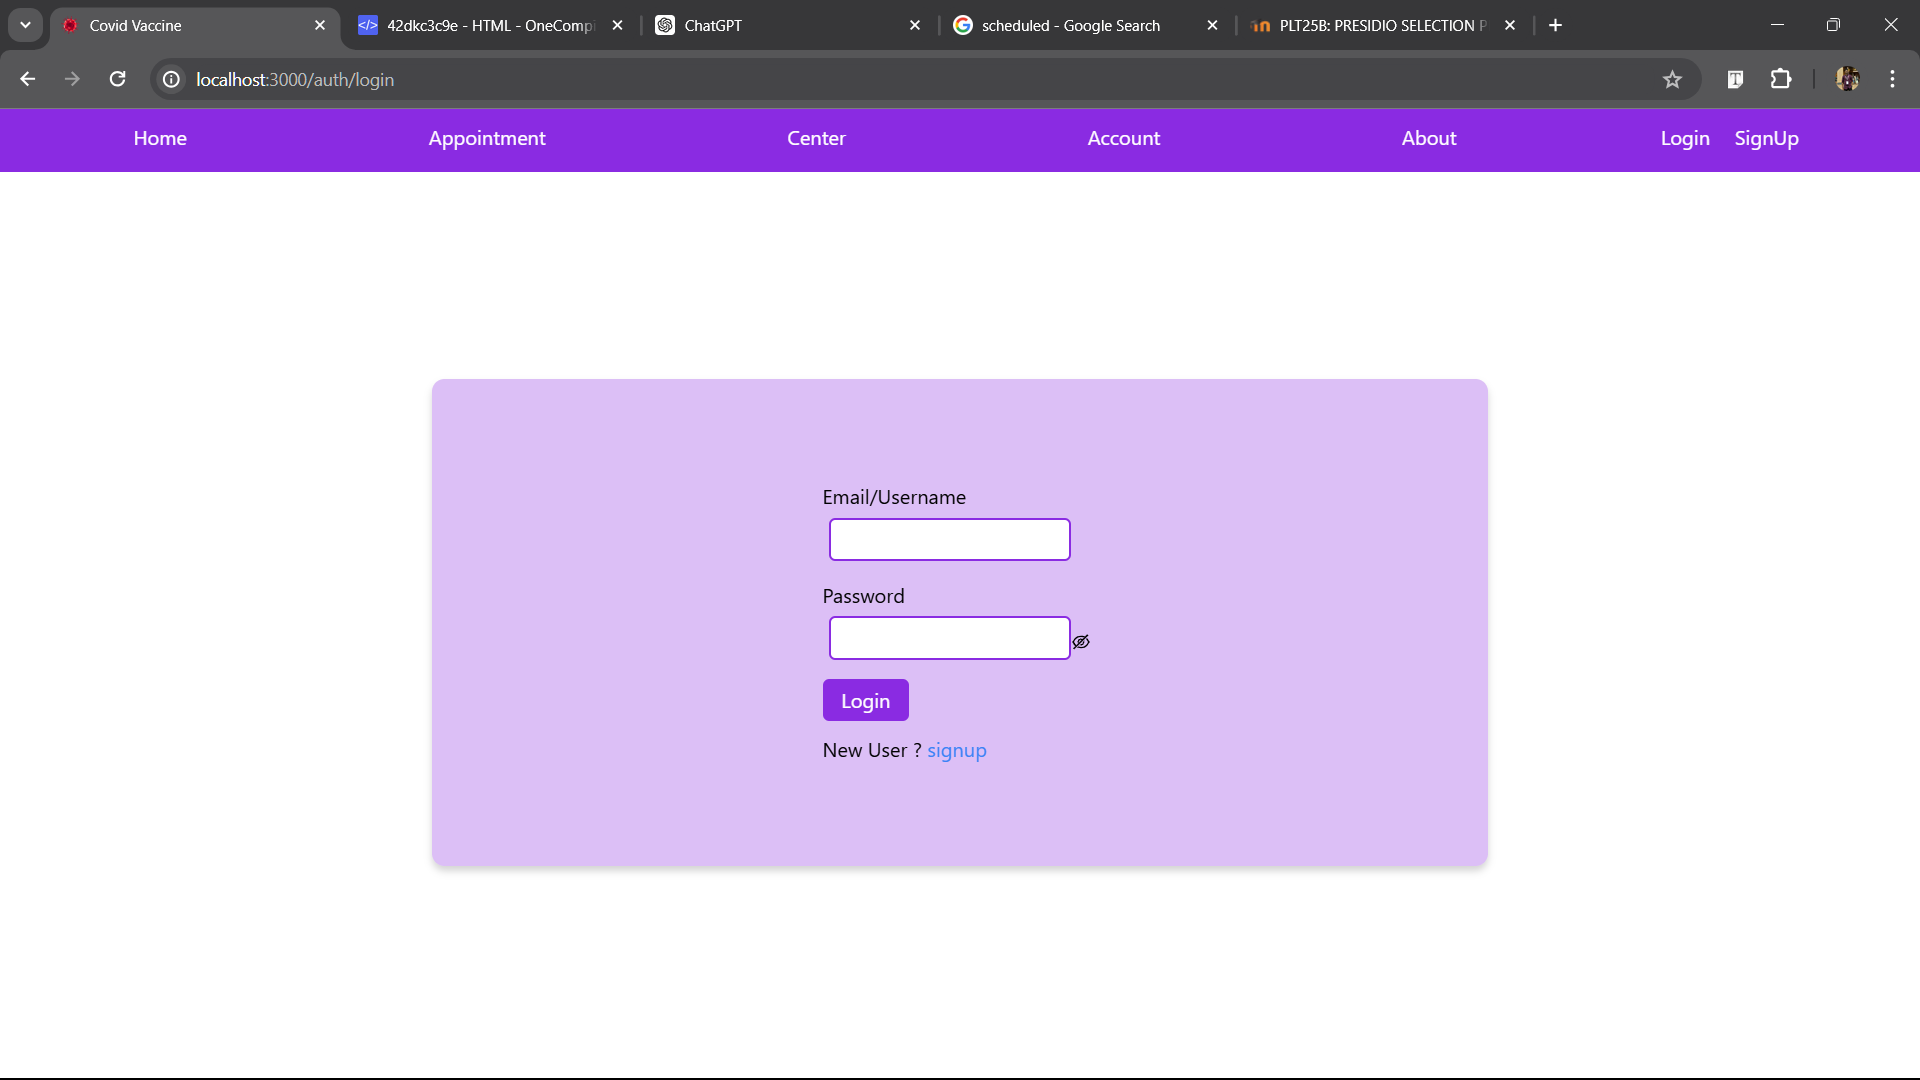 Covid Vaccine
42dkc3c9e - HTML - OneCompi
ChatGPT
scheduled - Google Search
PLT25B: PRESIDIO SELECTION P
localhost:3000/auth/login
Home Appointment Center Account About Login SignUp
Email/Username
Password
Login
New User ? signup